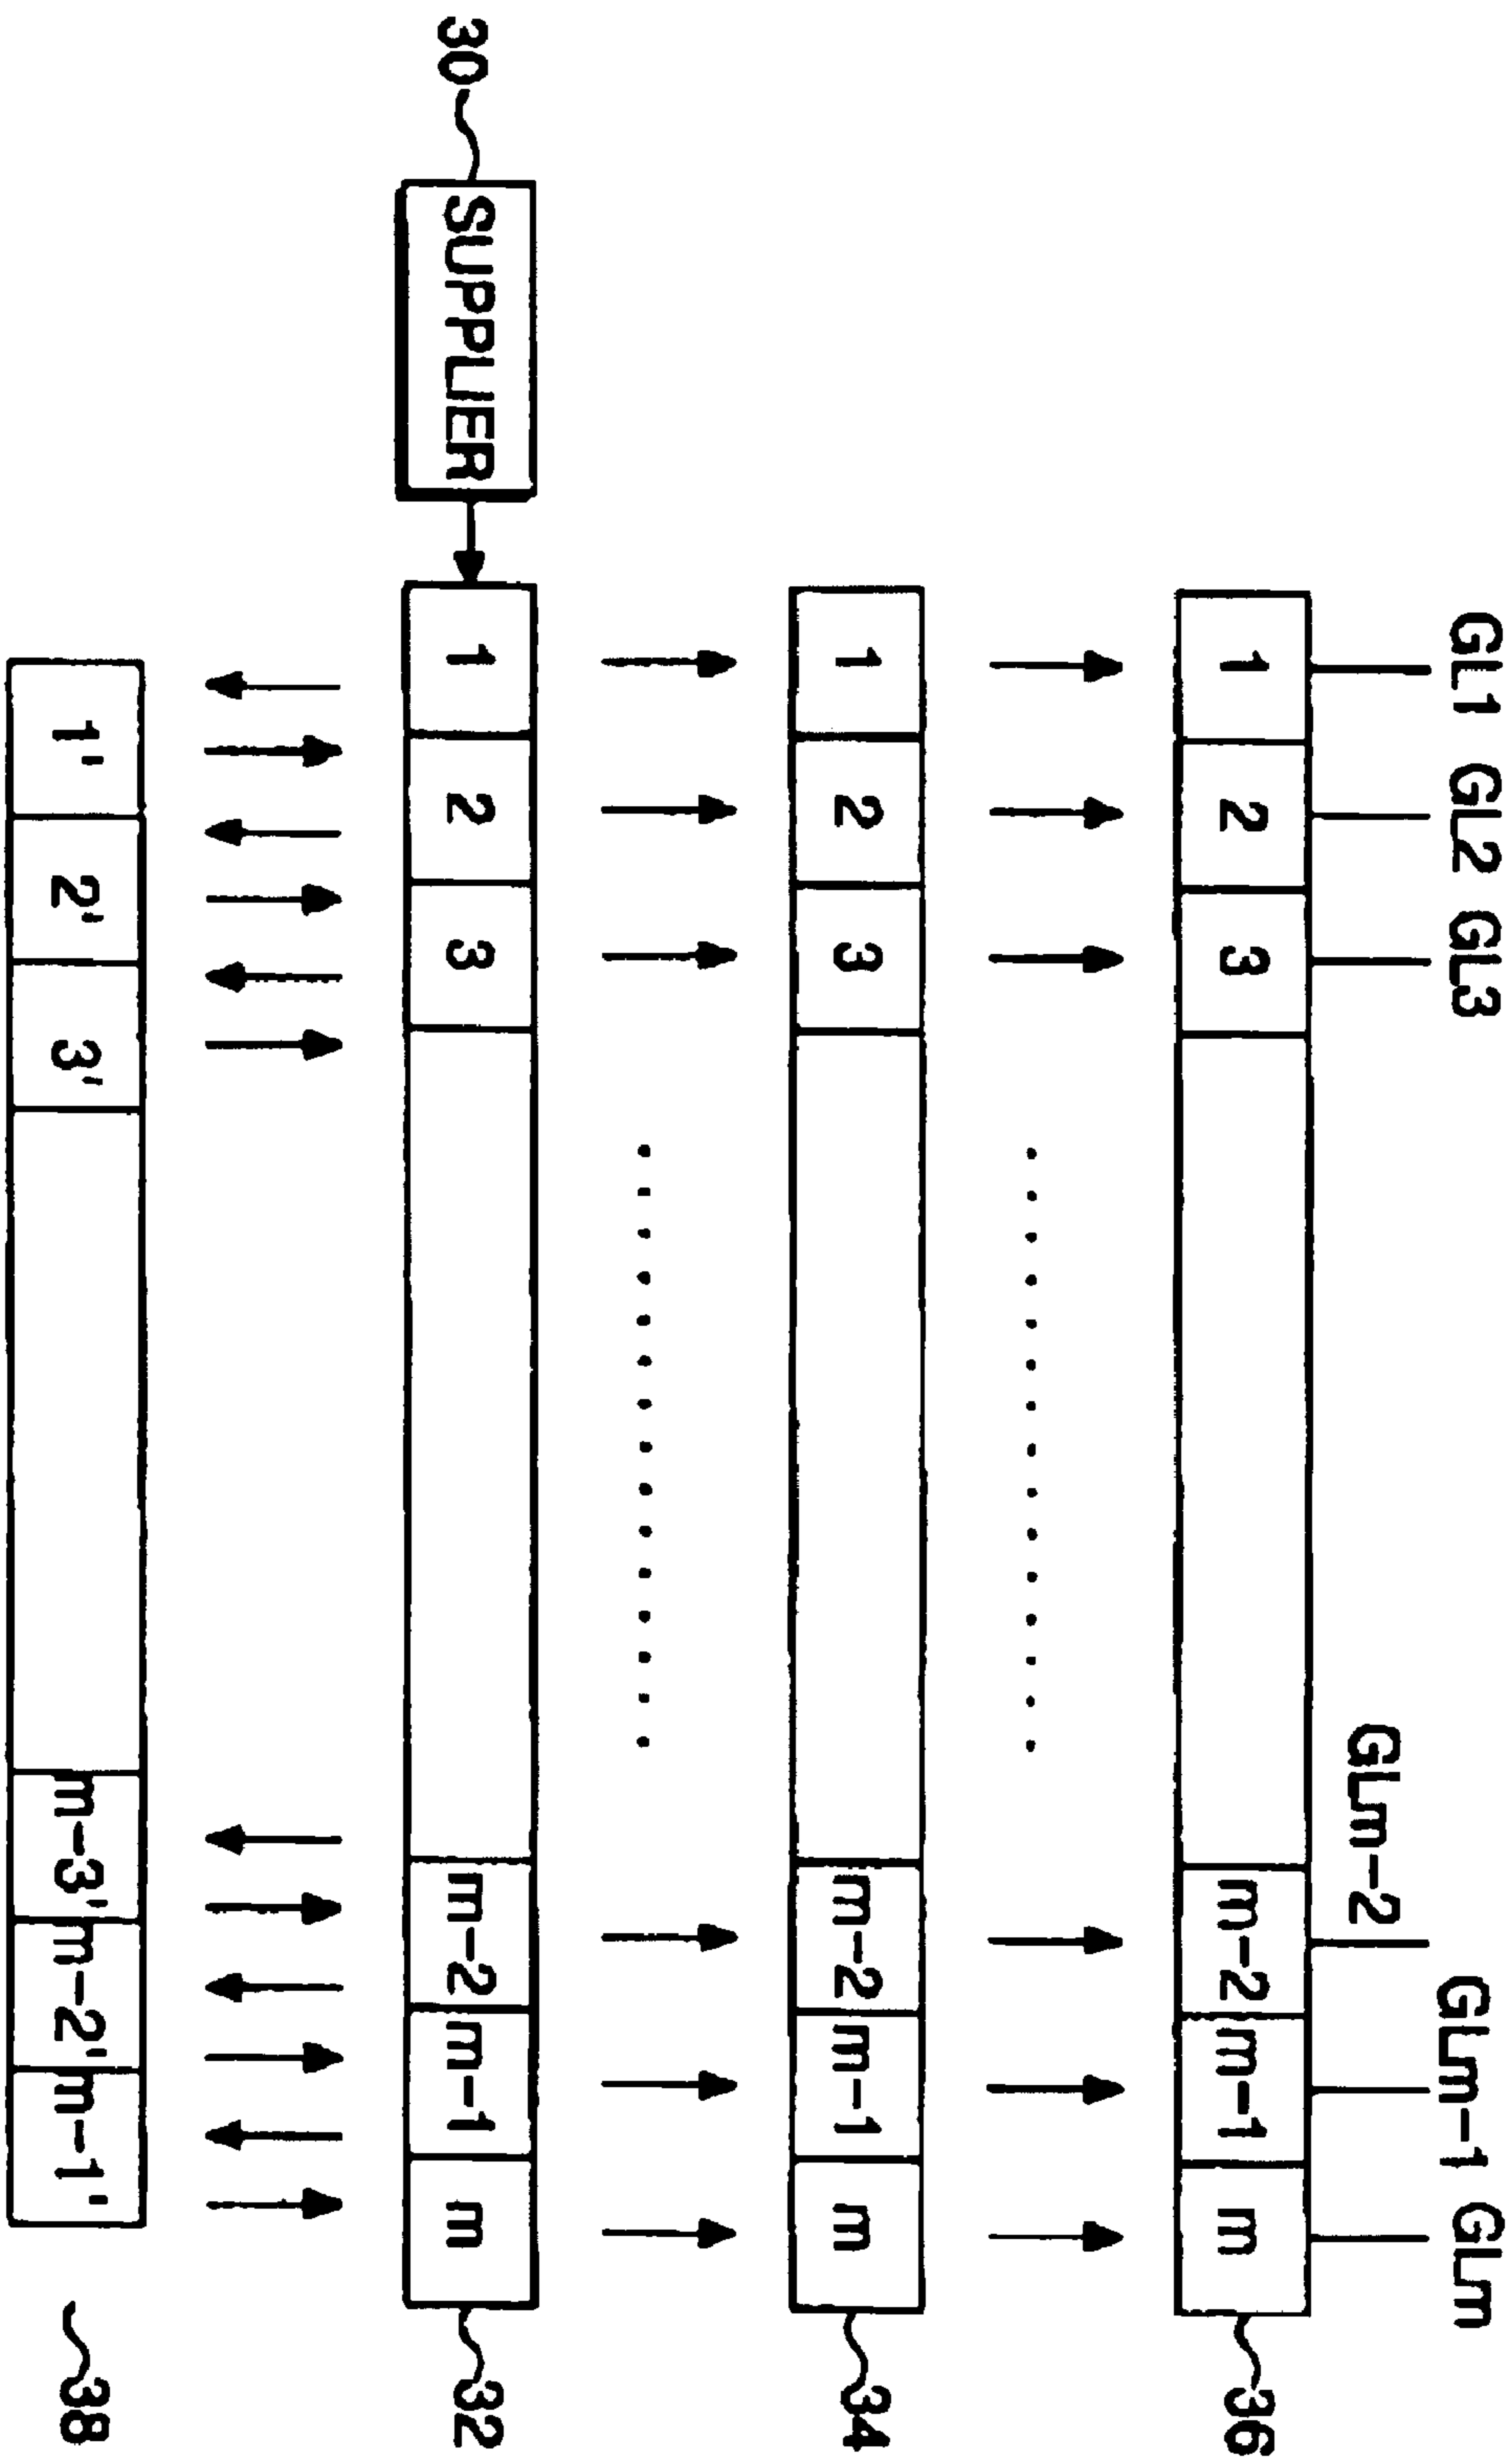 GL1 GL2 GL3 GLm-2 GLm-1 GLm
1 2 3 m-2 m-1 m 36
1 2 3 m-2 m-1 m 34
30 SUPPLIER 1 2 3 m-2 m-1 m 32
1' 2' 3' m-3' m-2' m-1' 38